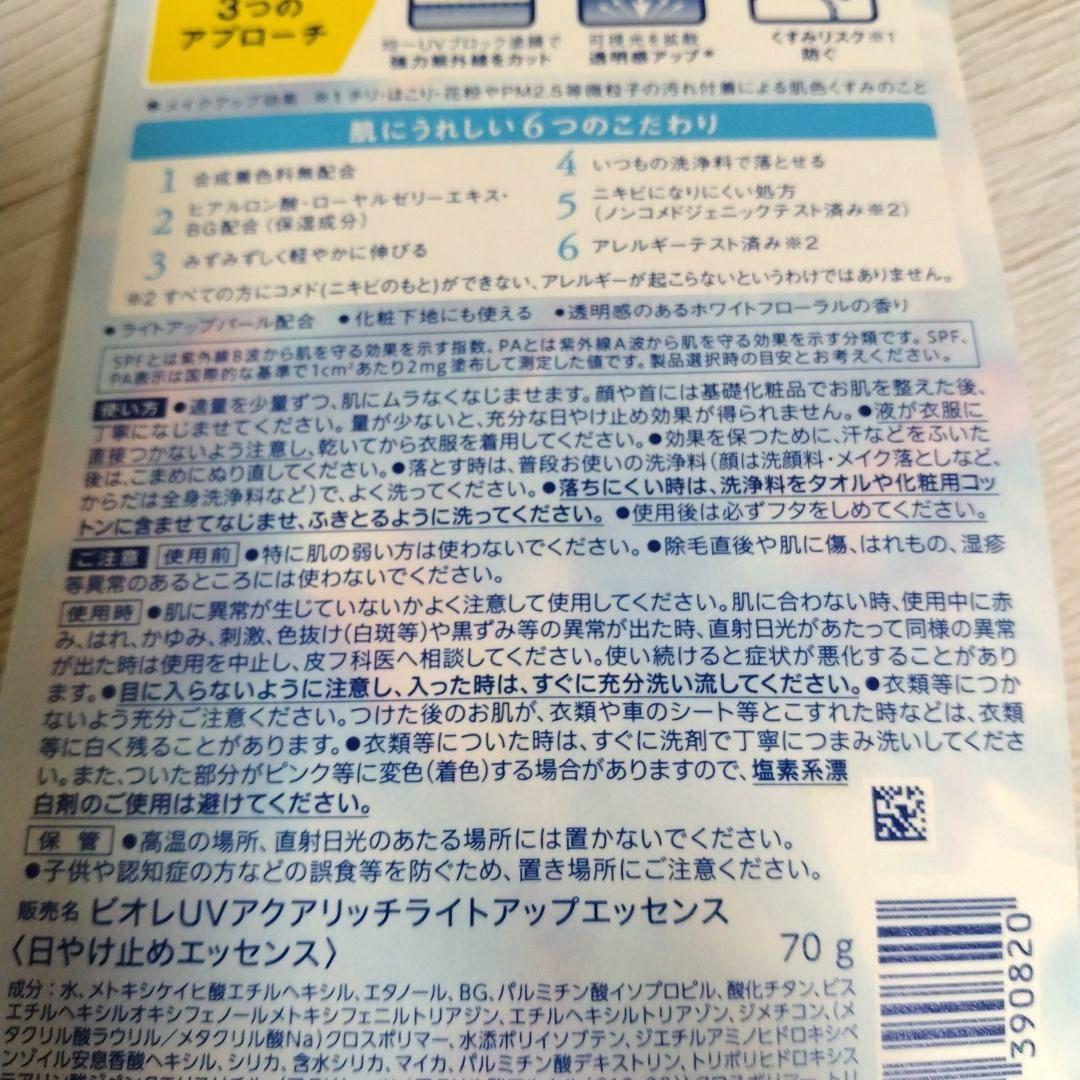 3つの
アプローチ
均一UVブロック塗膜で
強力紫外線をカット
可視光を拡散
透明感アップ*
くすみリスク※1
防ぐ
*メイクアップ効果 ※1 チリ・ほこり・花粉やPM2.5等微粒子の汚れ付着による肌色くすみのこと
肌にうれしい6つのこだわり
1 合成着色料無配合
2 ヒアルロン酸・ローヤルゼリーエキス・
BG配合(保湿成分)
3 みずみずしく軽やかに伸びる
4 いつもの洗浄料で落とせる
5 ニキビになりにくい処方
(ノンコメドジェニックテスト済み※2)
6 アレルギーテスト済み※2
※2 すべての方にコメド(ニキビのもと)ができない、アレルギーが起こらないというわけではありません。
●ライトアップパール配合 ●化粧下地にも使える ●透明感のあるホワイトフローラルの香り
SPFとは紫外線B波から肌を守る効果を示す指数、PAとは紫外線A波から肌を守る効果を示す分類です。SPF、
PA表示は国際的な基準で1cm²あたり2mg塗布して測定した値です。製品選択時の目安とお考えください。
使い方 ●適量を少量ずつ、肌にムラなくなじませます。顔や首には基礎化粧品でお肌を整えた後、
丁寧になじませてください。量が少ないと、充分な日やけ止め効果が得られません。●液が衣服に
直接つかないよう注意し、乾いてから衣服を着用してください。●効果を保つために、汗などをふいた
後は、こまめにぬり直してください。●落とす時は、普段お使いの洗浄料(顔は洗顔料・メイク落としなど、
からだは全身洗浄料など)で、よく洗ってください。●落ちにくい時は、洗浄料をタオルや化粧用コッ
トンに含ませてなじませ、ふきとるように洗ってください。 ●使用後は必ずフタをしめてください。
ご注意 使用前 ●特に肌の弱い方は使わないでください。●除毛直後や肌に傷、はれもの、湿疹
等異常のあるところには使わないでください。
使用時 ●肌に異常が生じていないかよく注意して使用してください。肌に合わない時、使用中に赤
み、はれ、かゆみ、刺激、色抜け(白斑等)や黒ずみ等の異常が出た時、直射日光があたって同様の異常
が出た時は使用を中止し、皮フ科医へ相談してください。使い続けると症状が悪化することがあり
ます。●目に入らないように注意し、入った時は、すぐに充分洗い流してください。●衣類等につか
ないよう充分ご注意ください。つけた後のお肌が、衣類や車のシート等とこすれた時などは、衣類
等に白く残ることがあります。●衣類等についた時は、すぐに洗剤で丁寧につまみ洗いしてくださ
い。また、ついた部分がピンク等に変色(着色)する場合がありますので、塩素系漂
白剤のご使用は避けてください。
保管 ●高温の場所、直射日光のあたる場所には置かないでください。
●子供や認知症の方などの誤食等を防ぐため、置き場所にご注意ください。
販売名 ビオレUVアクアリッチライトアップエッセンス
〈日やけ止めエッセンス〉 70 g
成分：水、メトキシケイヒ酸エチルヘキシル、エタノール、BG、パルミチン酸イソプロピル、酸化チタン、ビス
エチルヘキシルオキシフェノールメトキシフェニルトリアジン、エチルヘキシルトリアゾン、ジメチコン、(メ
タクリル酸ラウリル／メタクリル酸Na)クロスポリマー、水添ポリイソブテン、ジエチルアミノヒドロキシベ
ンゾイル安息香酸ヘキシル、シリカ、含水シリカ、マイカ、パルミチン酸デキストリン、トリポリヒドロキシス
390820